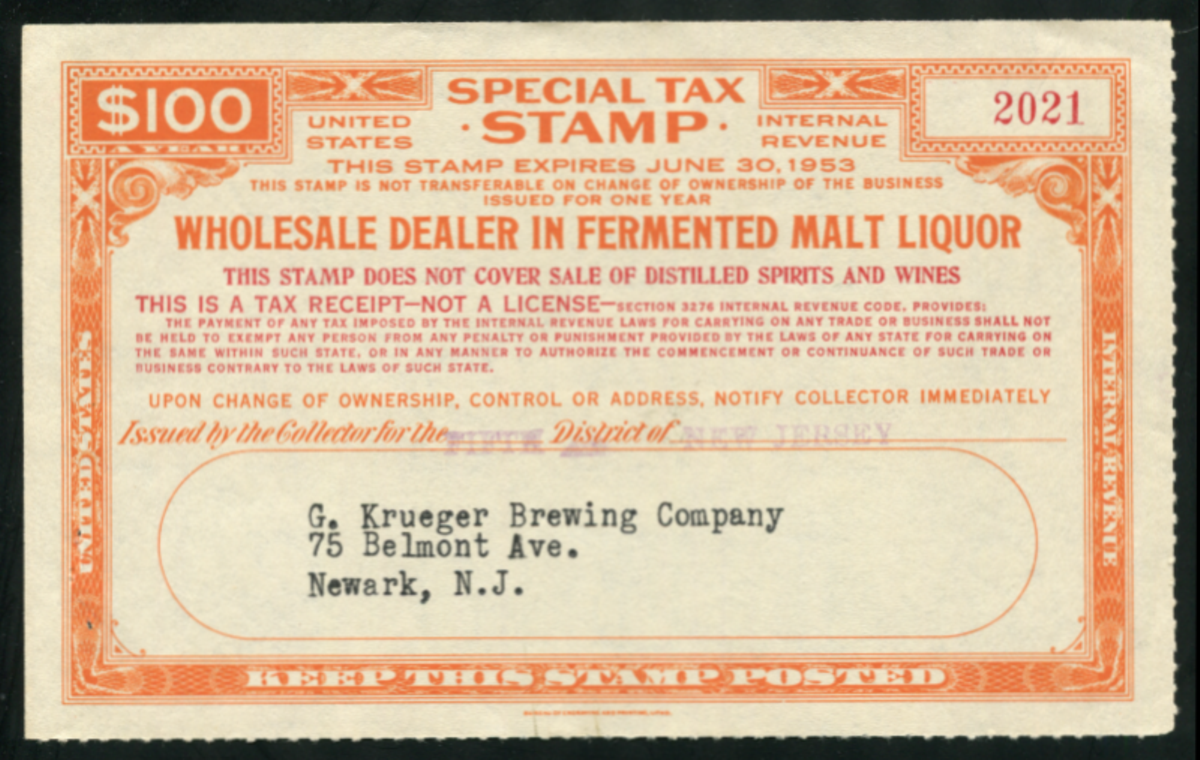 $100
A YEAR
UNITED STATES
SPECIAL TAX
· STAMP ·
INTERNAL REVENUE
2021
THIS STAMP EXPIRES JUNE 30, 1953
THIS STAMP IS NOT TRANSFERABLE ON CHANGE OF OWNERSHIP OF THE BUSINESS
ISSUED FOR ONE YEAR
WHOLESALE DEALER IN FERMENTED MALT LIQUOR
THIS STAMP DOES NOT COVER SALE OF DISTILLED SPIRITS AND WINES
THIS IS A TAX RECEIPT—NOT A LICENSE—SECTION 3276 INTERNAL REVENUE CODE, PROVIDES:
THE PAYMENT OF ANY TAX IMPOSED BY THE INTERNAL REVENUE LAWS FOR CARRYING ON ANY TRADE OR BUSINESS SHALL NOT
BE HELD TO EXEMPT ANY PERSON FROM ANY PENALTY OR PUNISHMENT PROVIDED BY THE LAWS OF ANY STATE FOR CARRYING ON
THE SAME WITHIN SUCH STATE, OR IN ANY MANNER TO AUTHORIZE THE COMMENCEMENT OR CONTINUANCE OF SUCH TRADE OR
BUSINESS CONTRARY TO THE LAWS OF SUCH STATE.
UPON CHANGE OF OWNERSHIP, CONTROL OR ADDRESS, NOTIFY COLLECTOR IMMEDIATELY
Issued by the Collector for the FIFTH District of NEW JERSEY
G. Krueger Brewing Company
75 Belmont Ave.
Newark, N.J.
UNITED STATES
INTERNAL REVENUE
KEEP THIS STAMP POSTED